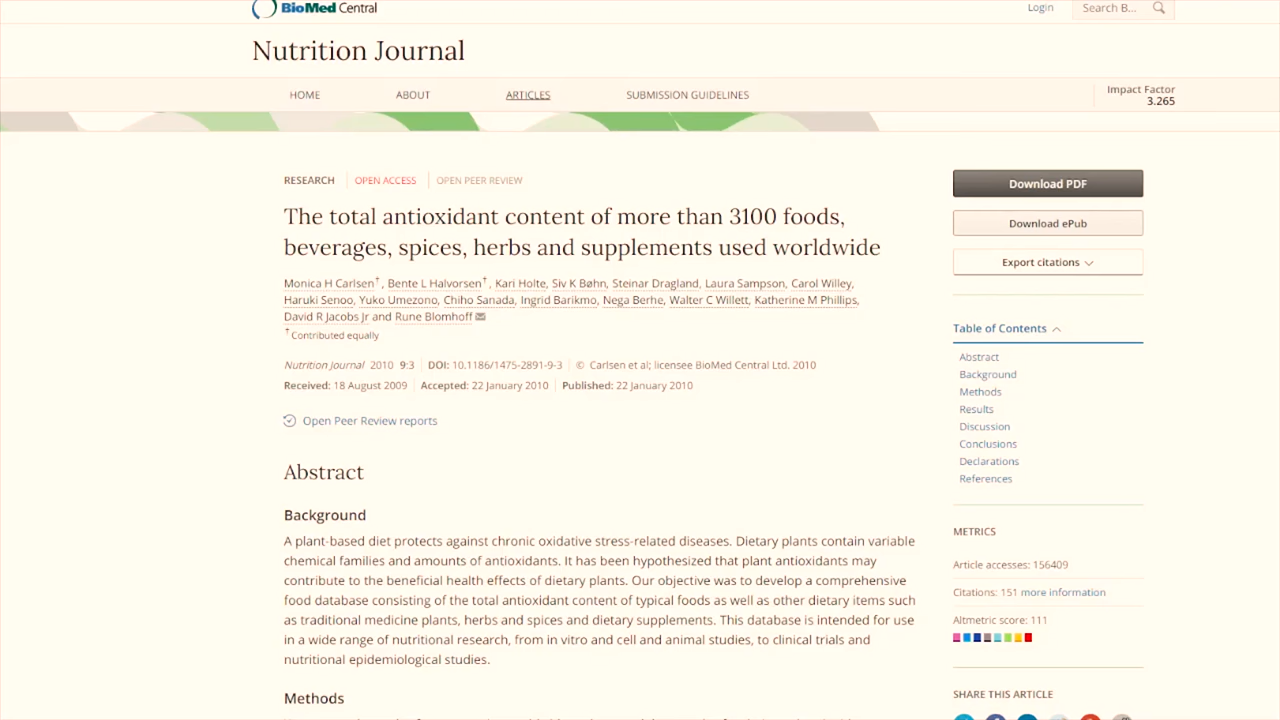 BioMed Central
Login
Search B...
Nutrition Journal
HOME
ABOUT
ARTICLES
SUBMISSION GUIDELINES
Impact Factor
3.265
RESEARCH
OPEN ACCESS
OPEN PEER REVIEW
The total antioxidant content of more than 3100 foods,
beverages, spices, herbs and supplements used worldwide
Monica H Carlsen†, Bente L Halvorsen†, Kari Holte, Siv K Bøhn, Steinar Dragland, Laura Sampson, Carol Willey,
Haruki Senoo, Yuko Umezono, Chiho Sanada, Ingrid Barikmo, Nega Berhe, Walter C Willett, Katherine M Phillips,
David R Jacobs Jr and Rune Blomhoff
†Contributed equally
Nutrition Journal 2010 9:3 DOI: 10.1186/1475-2891-9-3 © Carlsen et al; licensee BioMed Central Ltd. 2010
Received: 18 August 2009 Accepted: 22 January 2010 Published: 22 January 2010
Open Peer Review reports
Abstract
Background
A plant-based diet protects against chronic oxidative stress-related diseases. Dietary plants contain variable
chemical families and amounts of antioxidants. It has been hypothesized that plant antioxidants may
contribute to the beneficial health effects of dietary plants. Our objective was to develop a comprehensive
food database consisting of the total antioxidant content of typical foods as well as other dietary items such
as traditional medicine plants, herbs and spices and dietary supplements. This database is intended for use
in a wide range of nutritional research, from in vitro and cell and animal studies, to clinical trials and
nutritional epidemiological studies.
Methods
Download PDF
Download ePub
Export citations
Table of Contents
Abstract
Background
Methods
Results
Discussion
Conclusions
Declarations
References
METRICS
Article accesses: 156409
Citations: 151 more information
Altmetric score: 111
SHARE THIS ARTICLE